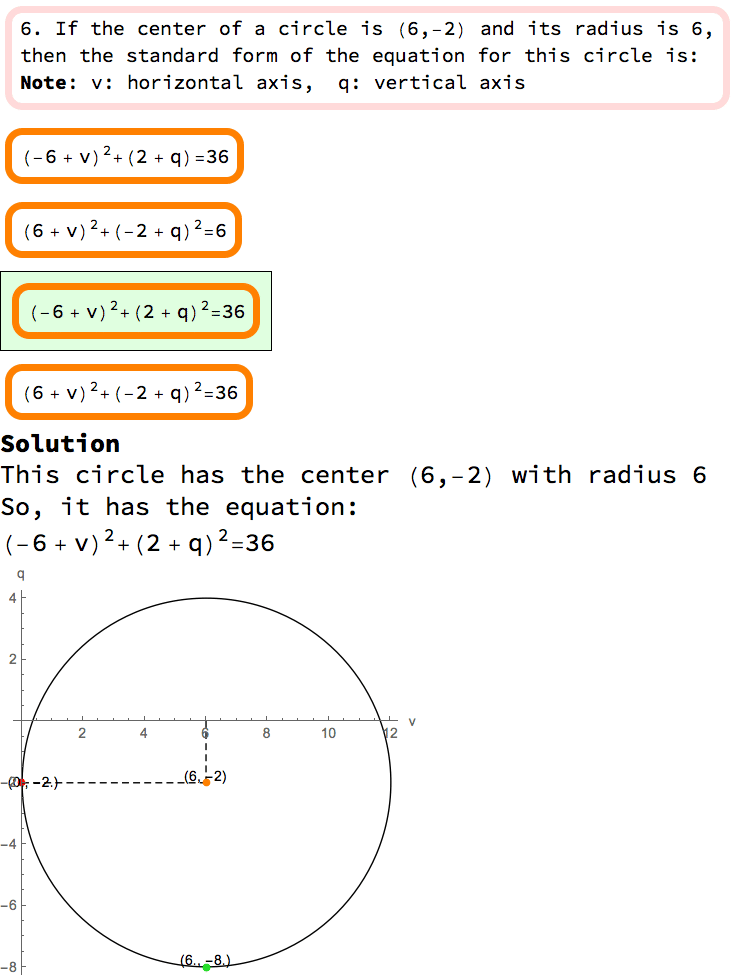 6. If the center of a circle is (6,-2) and its radius is 6,
then the standard form of the equation for this circle is:
Note: v: horizontal axis,  q: vertical axis
(-6 + v)²+(2 + q)=36
(6 + v)²+(-2 + q)²=6
(-6 + v)²+(2 + q)²=36
(6 + v)²+(-2 + q)²=36
Solution
This circle has the center (6,-2) with radius 6
So, it has the equation:
(-6 + v)²+(2 + q)²=36
q
4
2
2 4 6 8 10 12 v
(6, -2)
(0., -2.)
-4
-6
(6., -8.)
-8